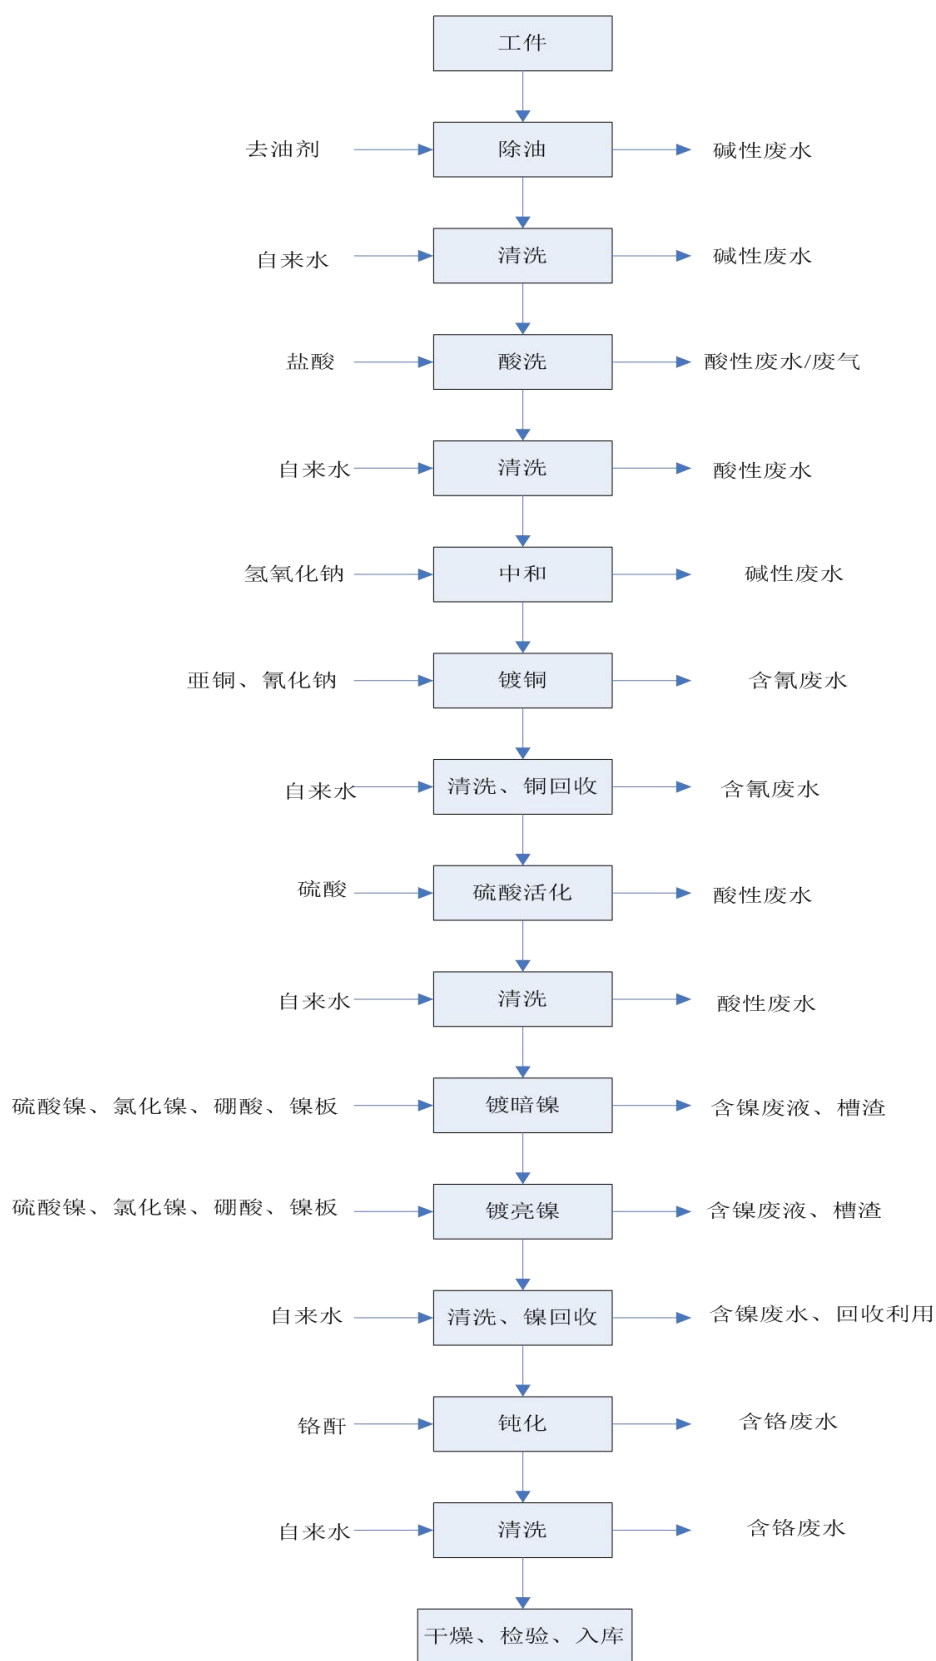 工件
去油剂 除油 碱性废水
自来水 清洗 碱性废水
盐酸 酸洗 酸性废水/废气
自来水 清洗 酸性废水
氢氧化钠 中和 碱性废水
亚铜、氰化钠 镀铜 含氰废水
自来水 清洗、铜回收 含氰废水
硫酸 硫酸活化 酸性废水
自来水 清洗 酸性废水
硫酸镍、氯化镍、硼酸、镍板 镀暗镍 含镍废液、槽渣
硫酸镍、氯化镍、硼酸、镍板 镀亮镍 含镍废液、槽渣
自来水 清洗、镍回收 含镍废水、回收利用
铬酐 钝化 含铬废水
自来水 清洗 含铬废水
干燥、检验、入库